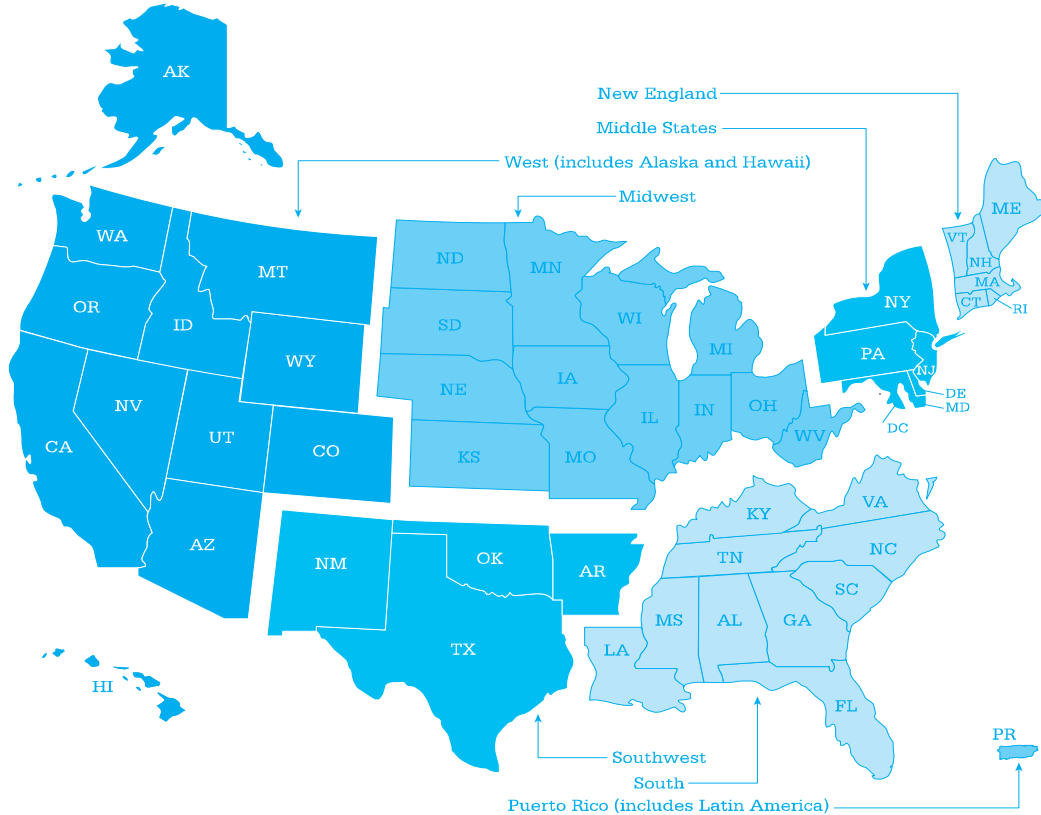 AK
New England
Middle States
West (includes Alaska and Hawaii)
Midwest
ME
WA
VT
ND
MN
NH
MT
MA
NY
CT
RI
OR
ID
SD
WI
MI
PA
WY
NJ
IA
NE
DE
NV
OH
MD
IL
IN
DC
UT
WV
CA
CO
KS
MO
VA
KY
AZ
NC
TN
OK
NM
AR
SC
MS
AL
GA
TX
LA
HI
FL
PR
Southwest
South
Puerto Rico (includes Latin America)